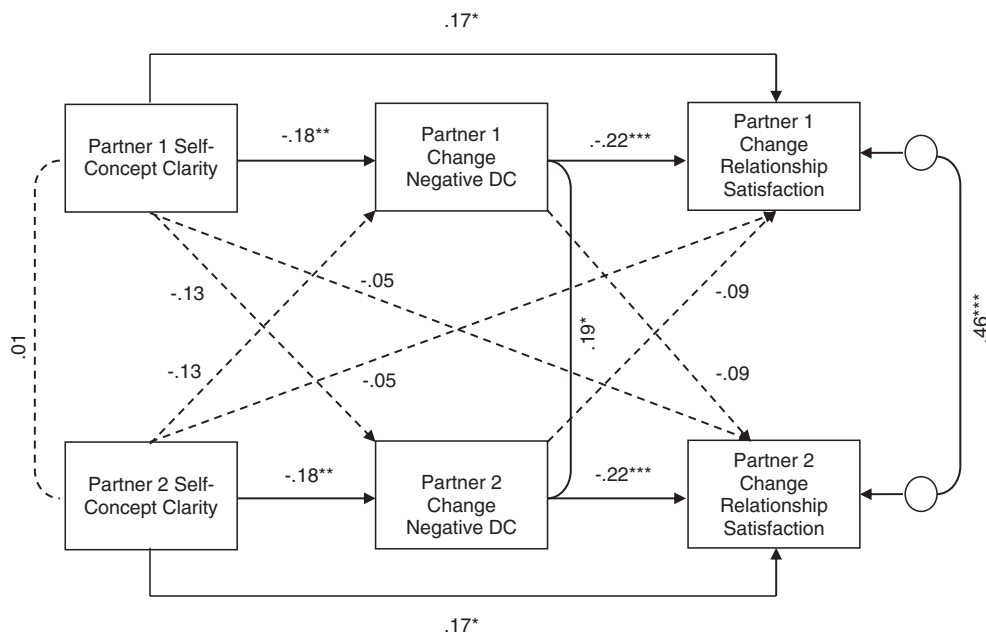 .17*
Partner 1 Self-
Concept Clarity
-.18**
Partner 1
Change
Negative DC
.-.22***
Partner 1
Change
Relationship
Satisfaction
-.13
-.05
-.09
.01
.19*
.46***
-.13
-.05
-.09
Partner 2 Self-
Concept Clarity
-.18**
Partner 2
Change
Negative DC
-.22***
Partner 2
Change
Relationship
Satisfaction
.17*